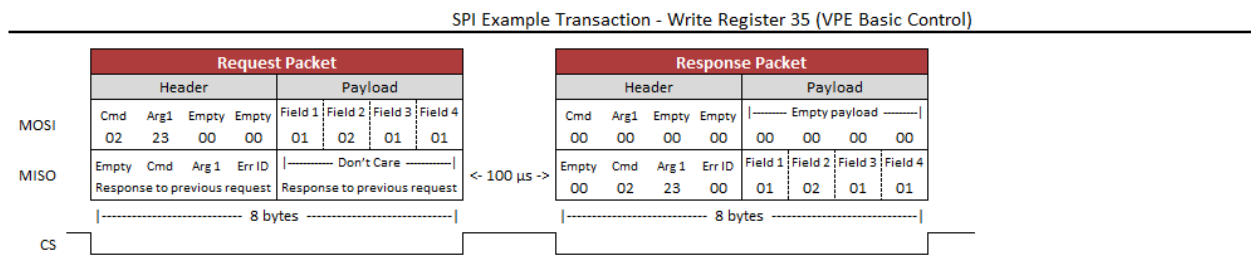 SPI Example Transaction - Write Register 35 (VPE Basic Control)
Request Packet Response Packet
Header Payload Header Payload
MOSI Cmd Arg1 Empty Empty Field 1 Field 2 Field 3 Field 4 Cmd Arg1 Empty Empty |--------- Empty payload ---------|
02 23 00 00 01 02 01 01 00 00 00 00 00 00 00 00
MISO Empty Cmd Arg 1 Err ID |------------ Don't Care ------------| <- 100 µs -> Empty Cmd Arg 1 Err ID Field 1 Field 2 Field 3 Field 4
Response to previous request Response to previous request 00 02 23 00 01 02 01 01
|---------------------------- 8 bytes ----------------------------| |---------------------------- 8 bytes ----------------------------|
CS